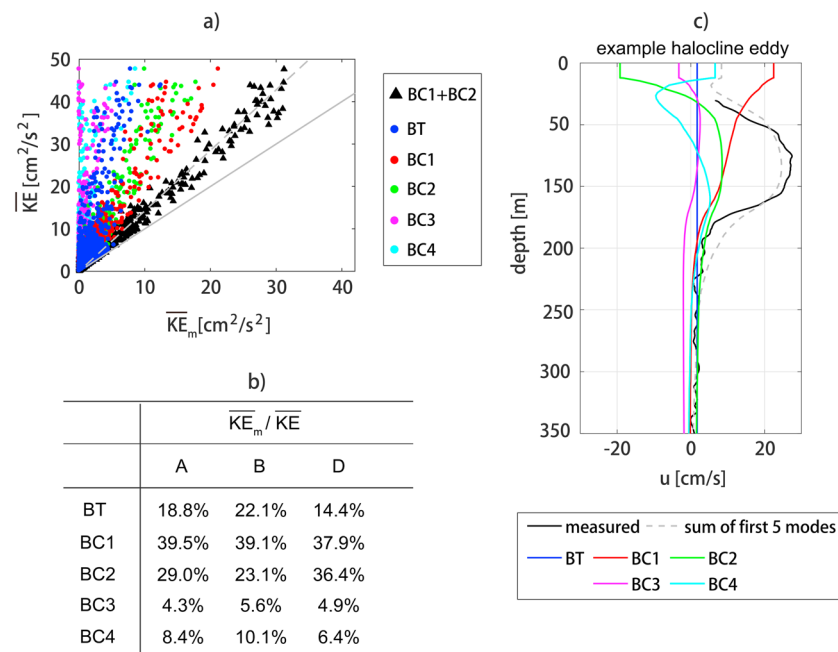 a)
50
40
30
20
10
0
KE [cm²/s²]
0 10 20 30 40
KEₘ[cm²/s²]
BC1+BC2
BT
BC1
BC2
BC3
BC4
b)
KEₘ / KE
A B D
BT 18.8% 22.1% 14.4%
BC1 39.5% 39.1% 37.9%
BC2 29.0% 23.1% 36.4%
BC3 4.3% 5.6% 4.9%
BC4 8.4% 10.1% 6.4%
c)
example halocline eddy
0
50
150
200
250
300
350
depth [m]
-20 0 20
u [cm/s]
measured sum of first 5 modes
BT BC1 BC2
BC3 BC4